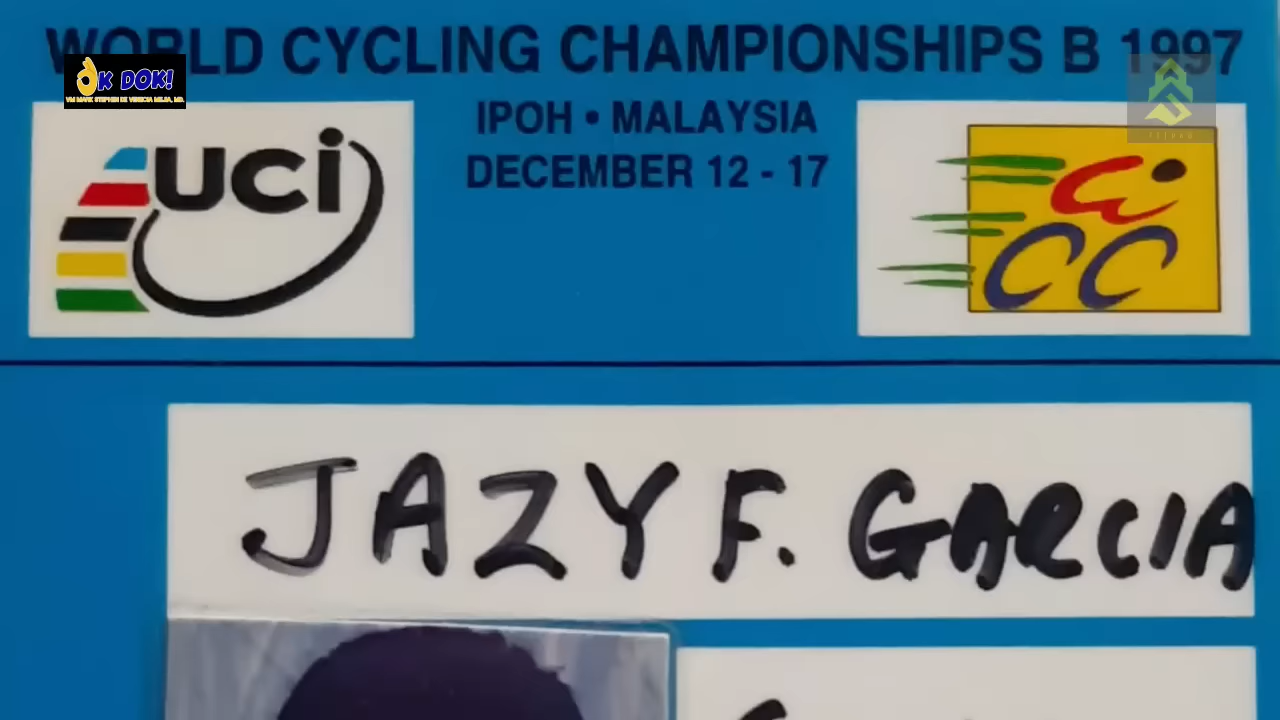 WORLD CYCLING CHAMPIONSHIPS B 1997
OK DOK!
IPOH • MALAYSIA
DECEMBER 12 - 17
uci
JAZY F. GARCIA